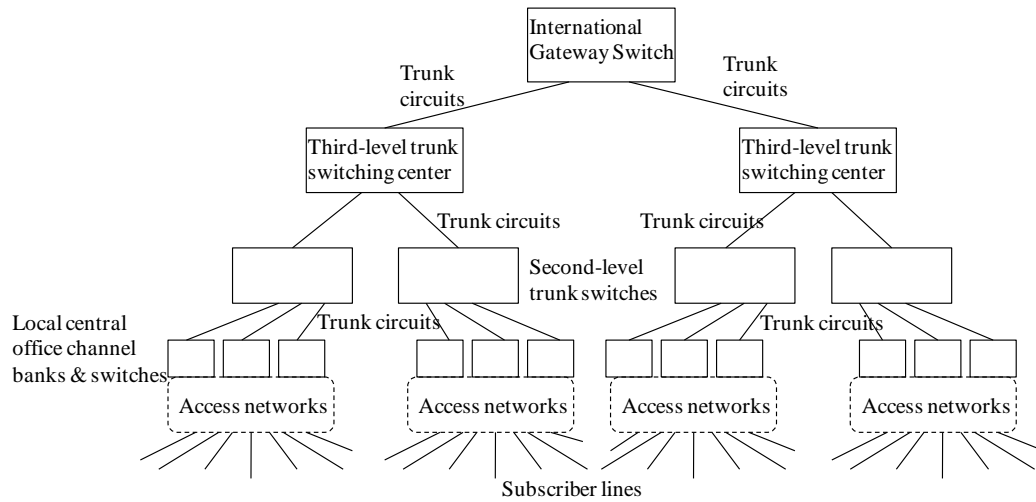 International
Gateway Switch
Trunk
circuits
Trunk
circuits
Third-level trunk
switching center
Third-level trunk
switching center
Trunk circuits
Trunk circuits
Second-level
trunk switches
Local central
office channel
banks & switches
Trunk circuits
Trunk circuits
Access networks
Access networks
Access networks
Access networks
Subscriber lines